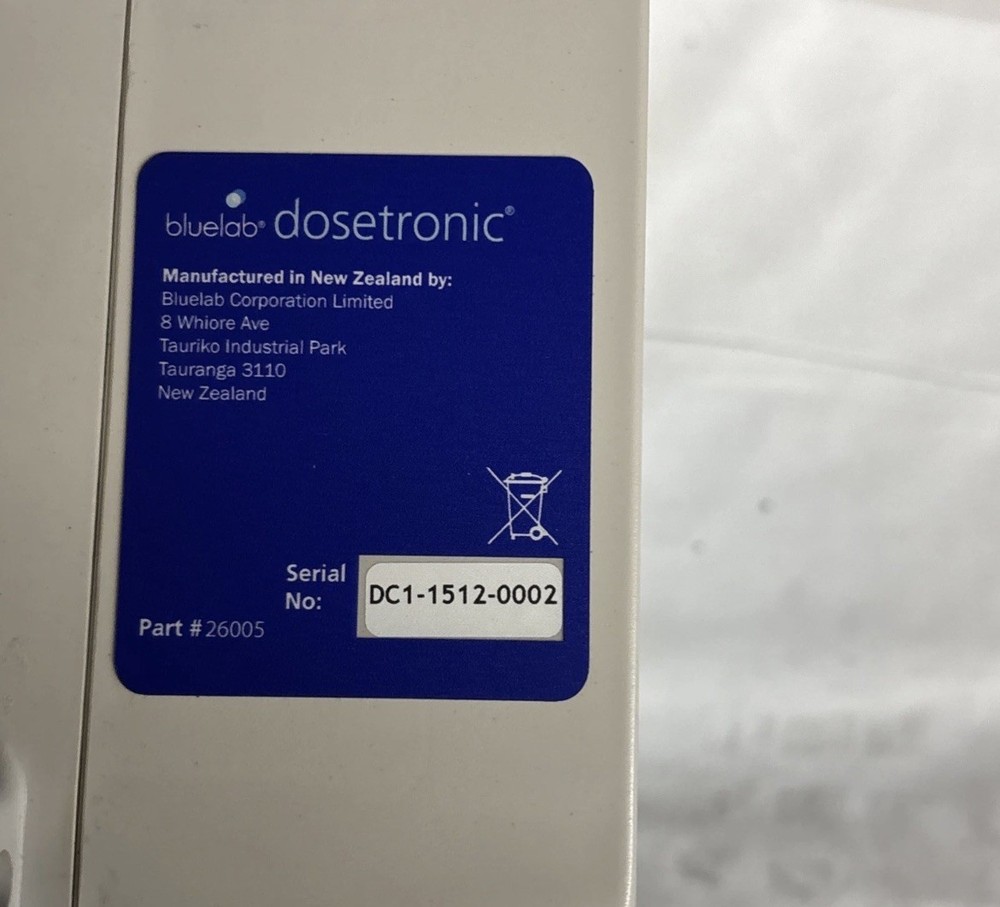 bluelab® dosetronic®
Manufactured in New Zealand by:
Bluelab Corporation Limited
8 Whiore Ave
Tauriko Industrial Park
Tauranga 3110
New Zealand
Serial
No:
DC1-1512-0002
Part # 26005